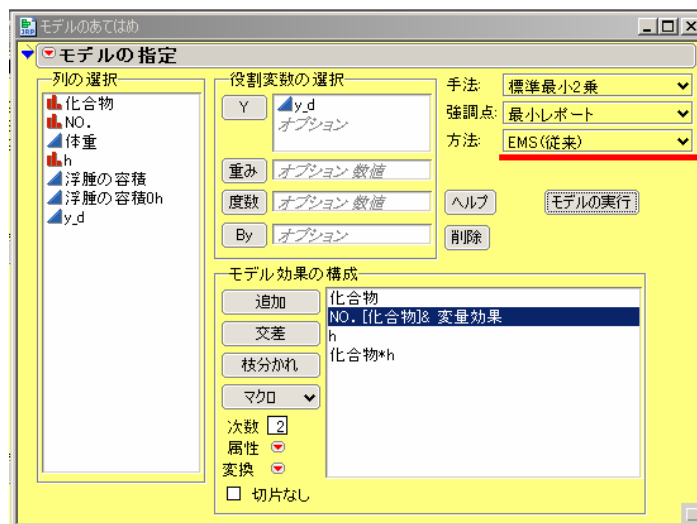 モデルのあてはめ
モデルの指定
列の選択
化合物
NO.
体重
h
浮腫の容積
浮腫の容積0h
y_d
役割変数の選択
Y
y_d
オプション
重み
オプション 数値
度数
オプション 数値
By
オプション
手法: 標準最小2乗
強調点: 最小レポート
方法: EMS(従来)
ヘルプ
モデルの実行
削除
モデル効果の構成
追加
交差
枝分かれ
マクロ
次数 2
属性
変換
切片なし
化合物
NO.[化合物]& 変量効果
h
化合物*h